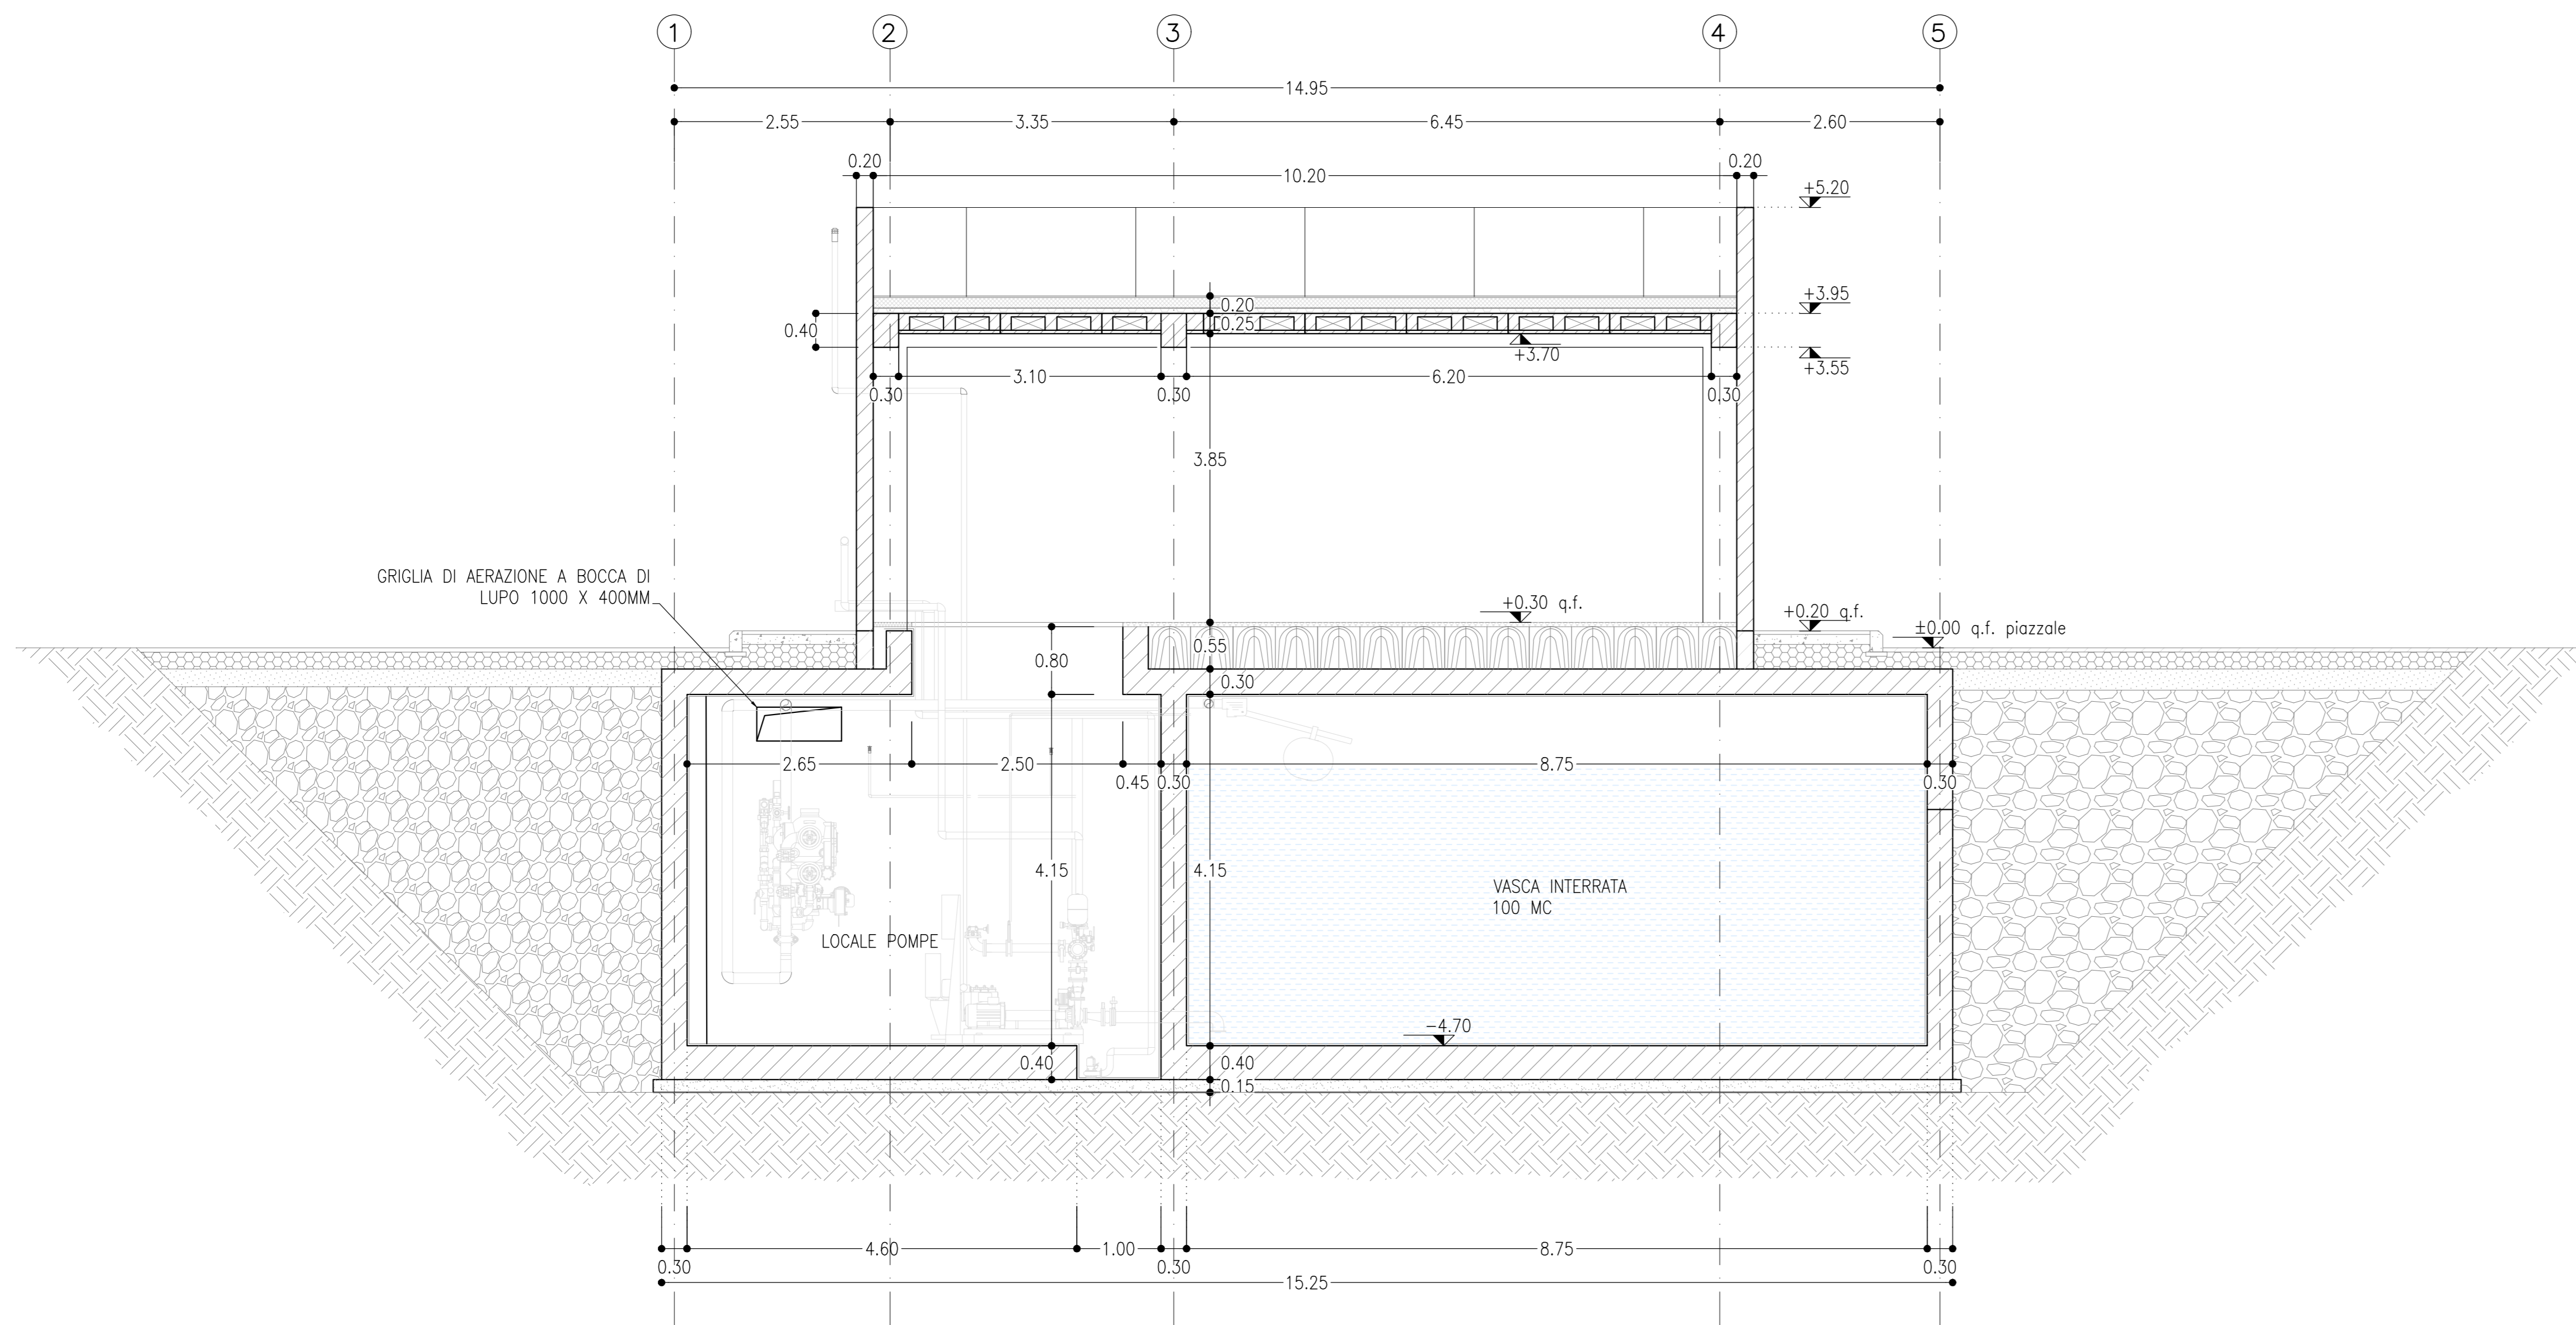 1 2 3 4 5
14.95
2.55 3.35 6.45 2.60
0.20 0.20
10.20
+5.20
+3.95
0.20
0.25
0.40
+3.70
+3.55
3.10 6.20
0.30 0.30 0.30
3.85
GRIGLIA DI AERAZIONE A BOCCA DI
LUPO 1000 X 400MM
+0.30 q.f.
+0.20 q.f.
±0.00 q.f. piazzale
0.55
0.80
0.30
2.65 2.50 8.75
0.45 0.30 0.30
4.15 4.15
VASCA INTERRATA
100 MC
LOCALE POMPE
-4.70
0.40 0.40
0.15
4.60 1.00 8.75
0.30 0.30 0.30
15.25